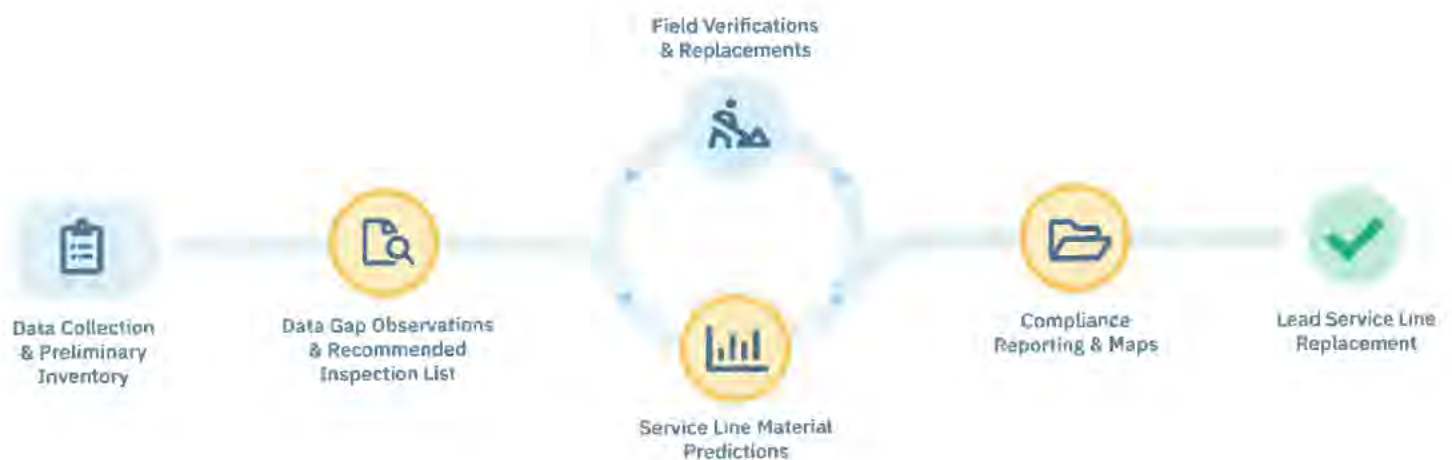 Field Verifications
& Replacements
Data Collection
& Preliminary
Inventory
Data Gap Observations
& Recommended
Inspection List
Service Line Material
Predictions
Compliance
Reporting & Maps
Lead Service Line
Replacement